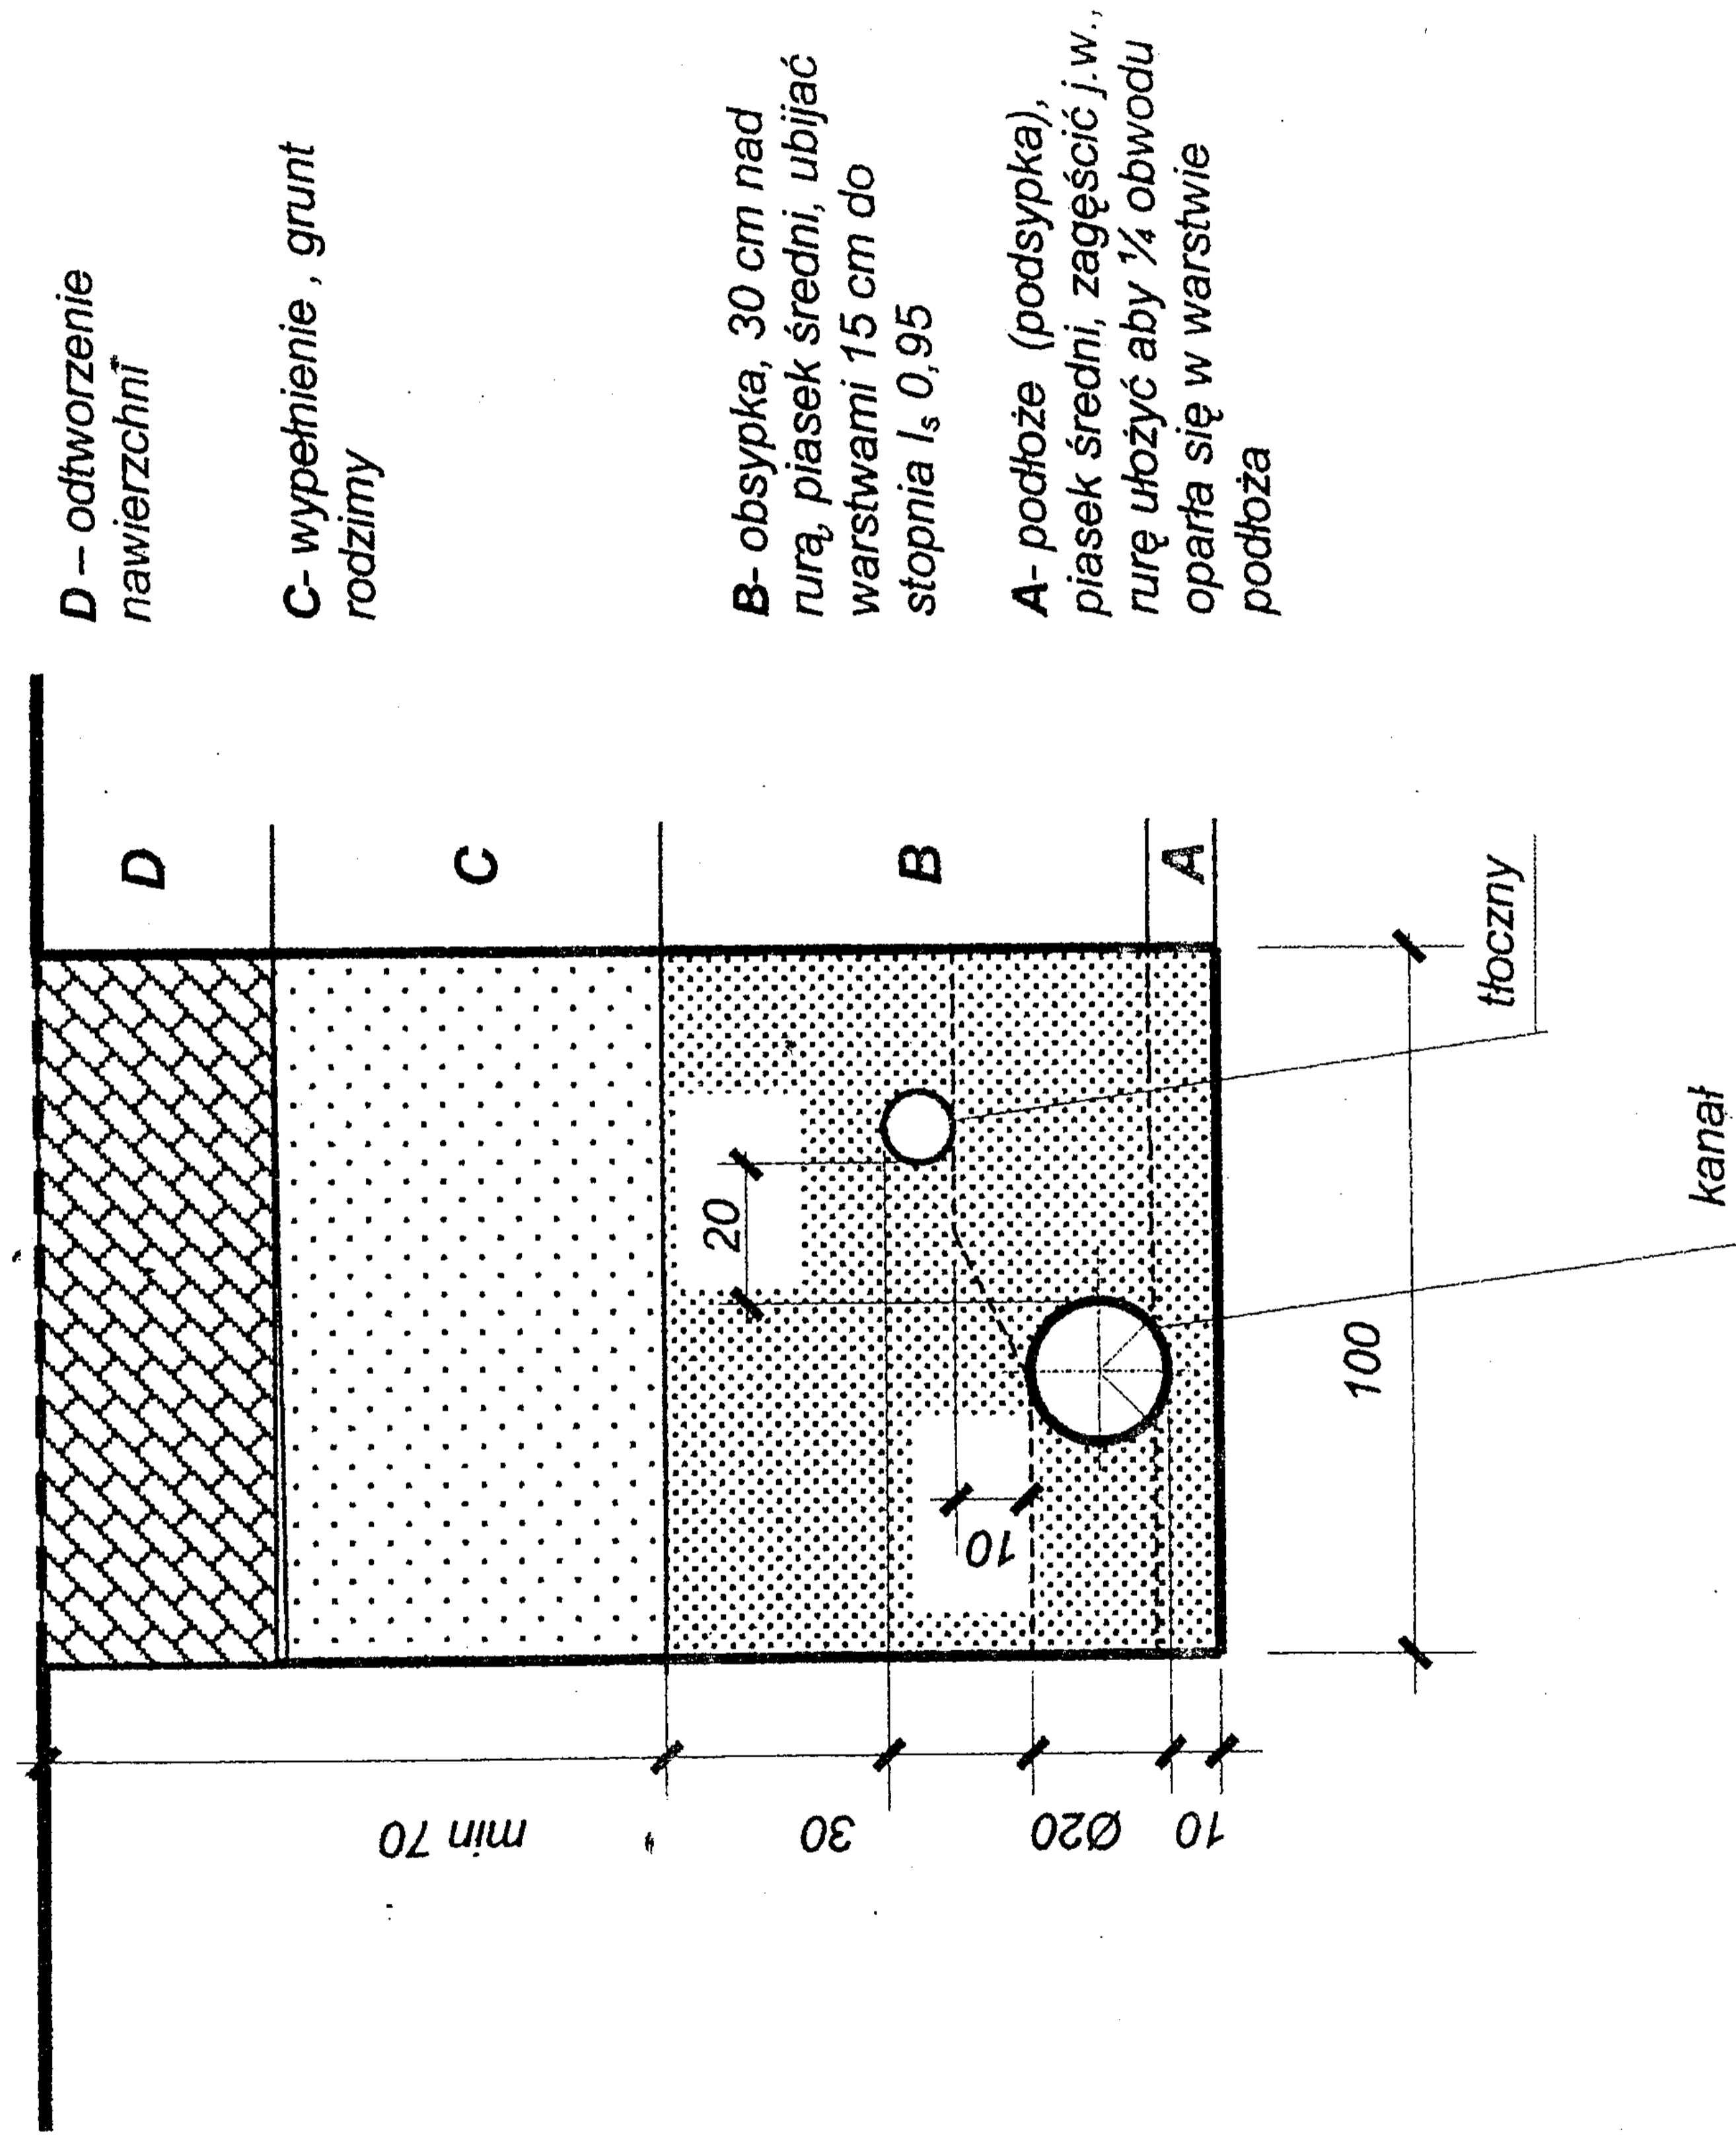 D – odtworzenie
nawierzchni
C- wypełnienie , grunt
rodzimy
B- obsypka, 30 cm nad
rurą, piasek średni, ubijać
warstwami 15 cm do
stopnia Is 0,95
A- podłoże (podsypka),
piasek średni, zagęścić j.w.,
rurę ułożyć aby ¼ obwodu
oparła się w warstwie
podłoża
D
C
B
A
20
10
min 70
30
Ø20
10
100
tłoczny
kanał